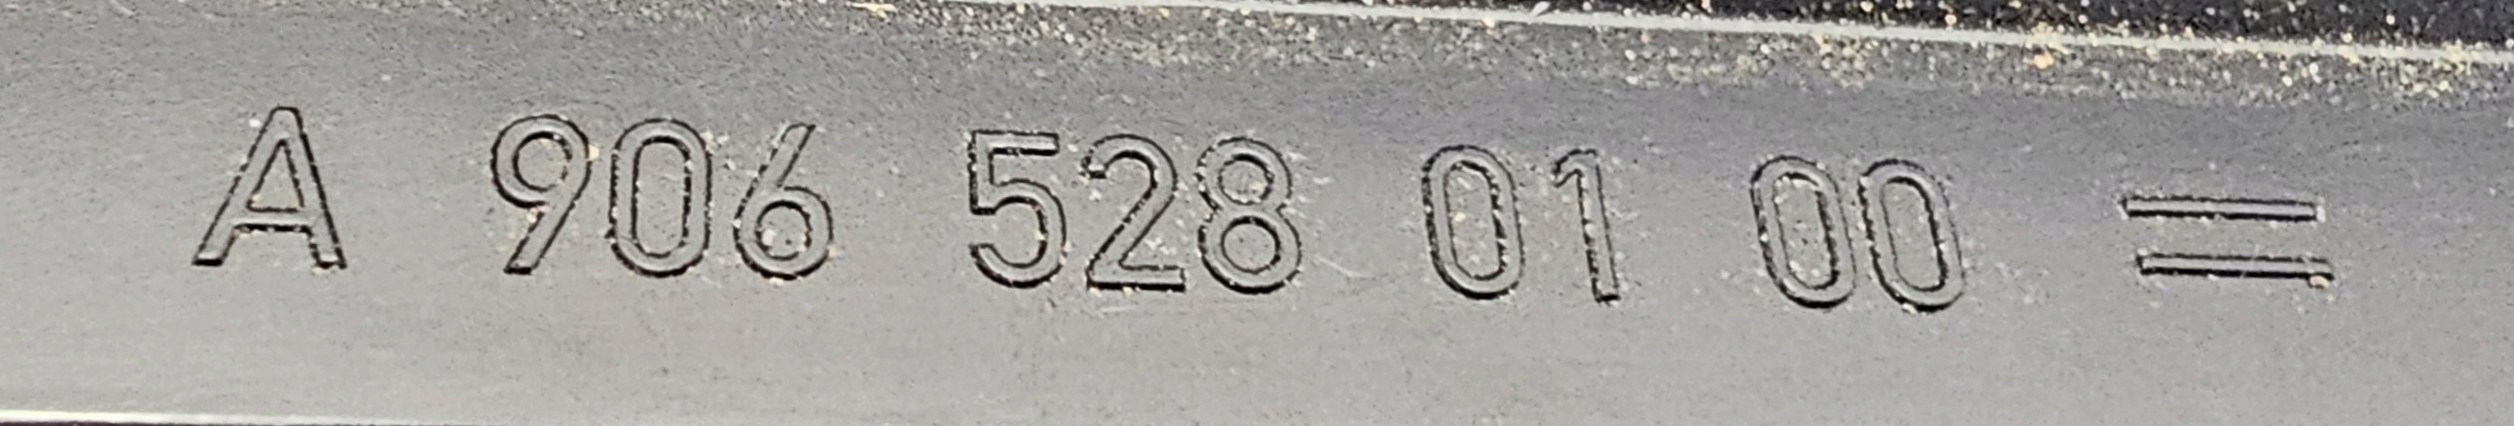 A 906 528 01 00 =